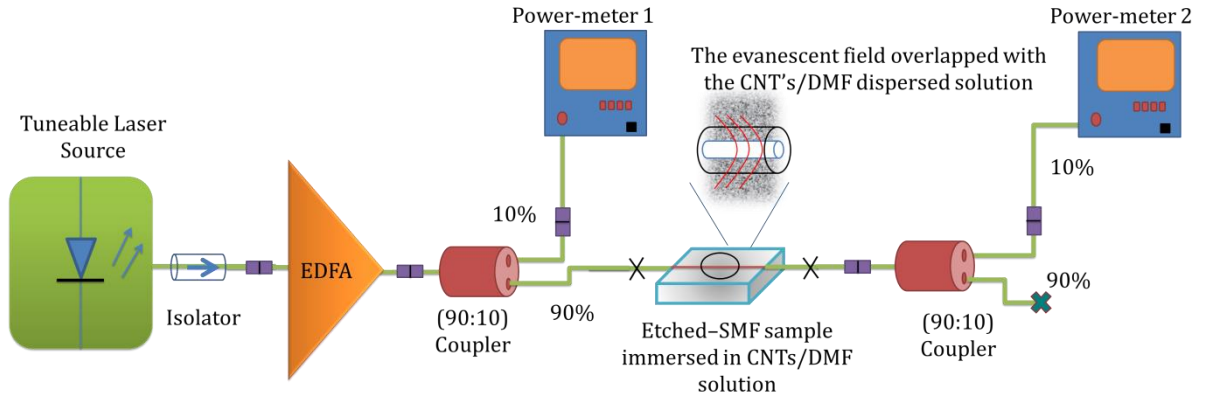 Power-meter 1
Power-meter 2
The evanescent field overlapped with
the CNT's/DMF dispersed solution
Tuneable Laser
Source
10%
10%
EDFA
Isolator
90%
90%
(90:10)
Coupler
Etched–SMF sample
immersed in CNTs/DMF
solution
(90:10)
Coupler